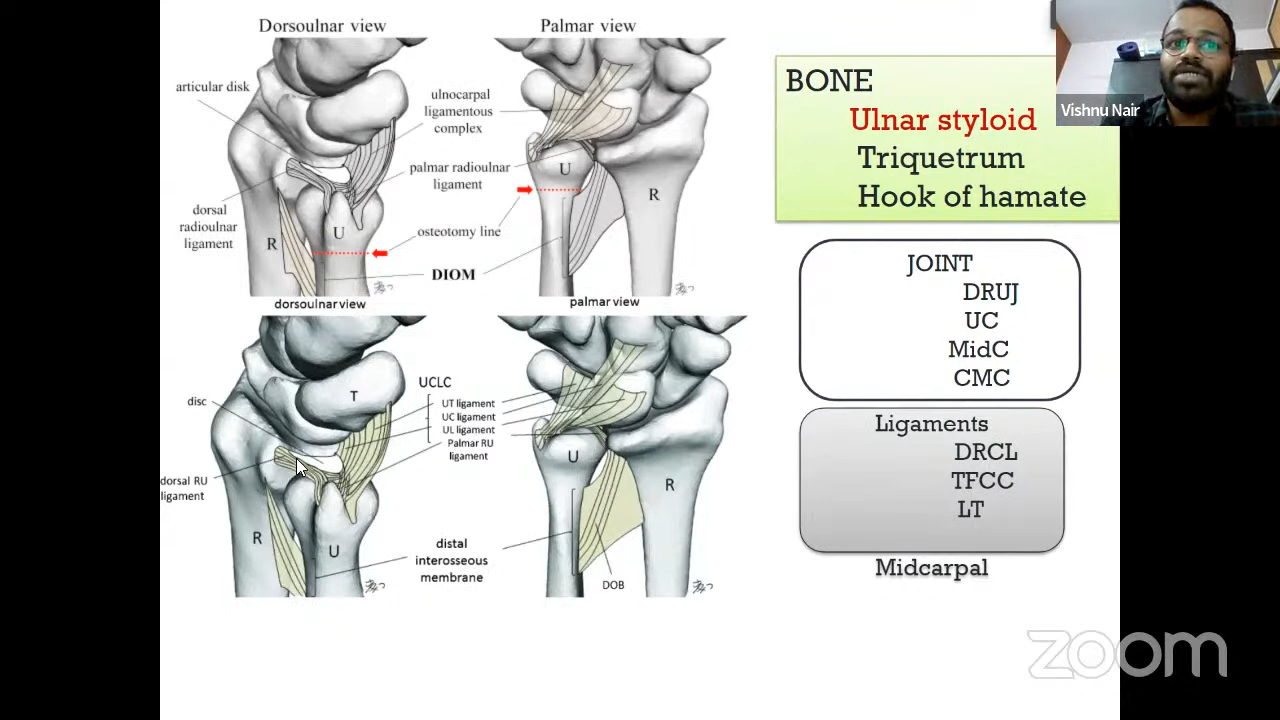 Dorsoulnar view
Palmar view
articular disk
ulnocarpal
ligamentous
complex
palmar radioulnar
ligament
dorsal
radioulnar
ligament
osteotomy line
DIOM
R
U
U
R
dorsoulnar view
palmar view
disc
T
UCLC
UT ligament
UC ligament
UL ligament
Palmar RU
ligament
dorsal RU
ligament
R
U
distal
interosseous
membrane
U
R
DOB
BONE
Ulnar styloid
Triquetrum
Hook of hamate
JOINT
DRUJ
UC
MidC
CMC
Ligaments
DRCL
TFCC
LT
Midcarpal
Vishnu Nair
zoom